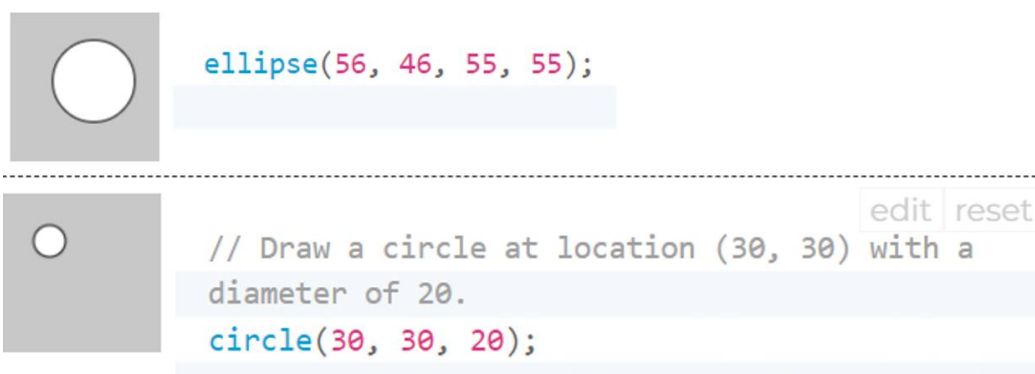 ellipse(56, 46, 55, 55);
edit reset
// Draw a circle at location (30, 30) with a
diameter of 20.
circle(30, 30, 20);